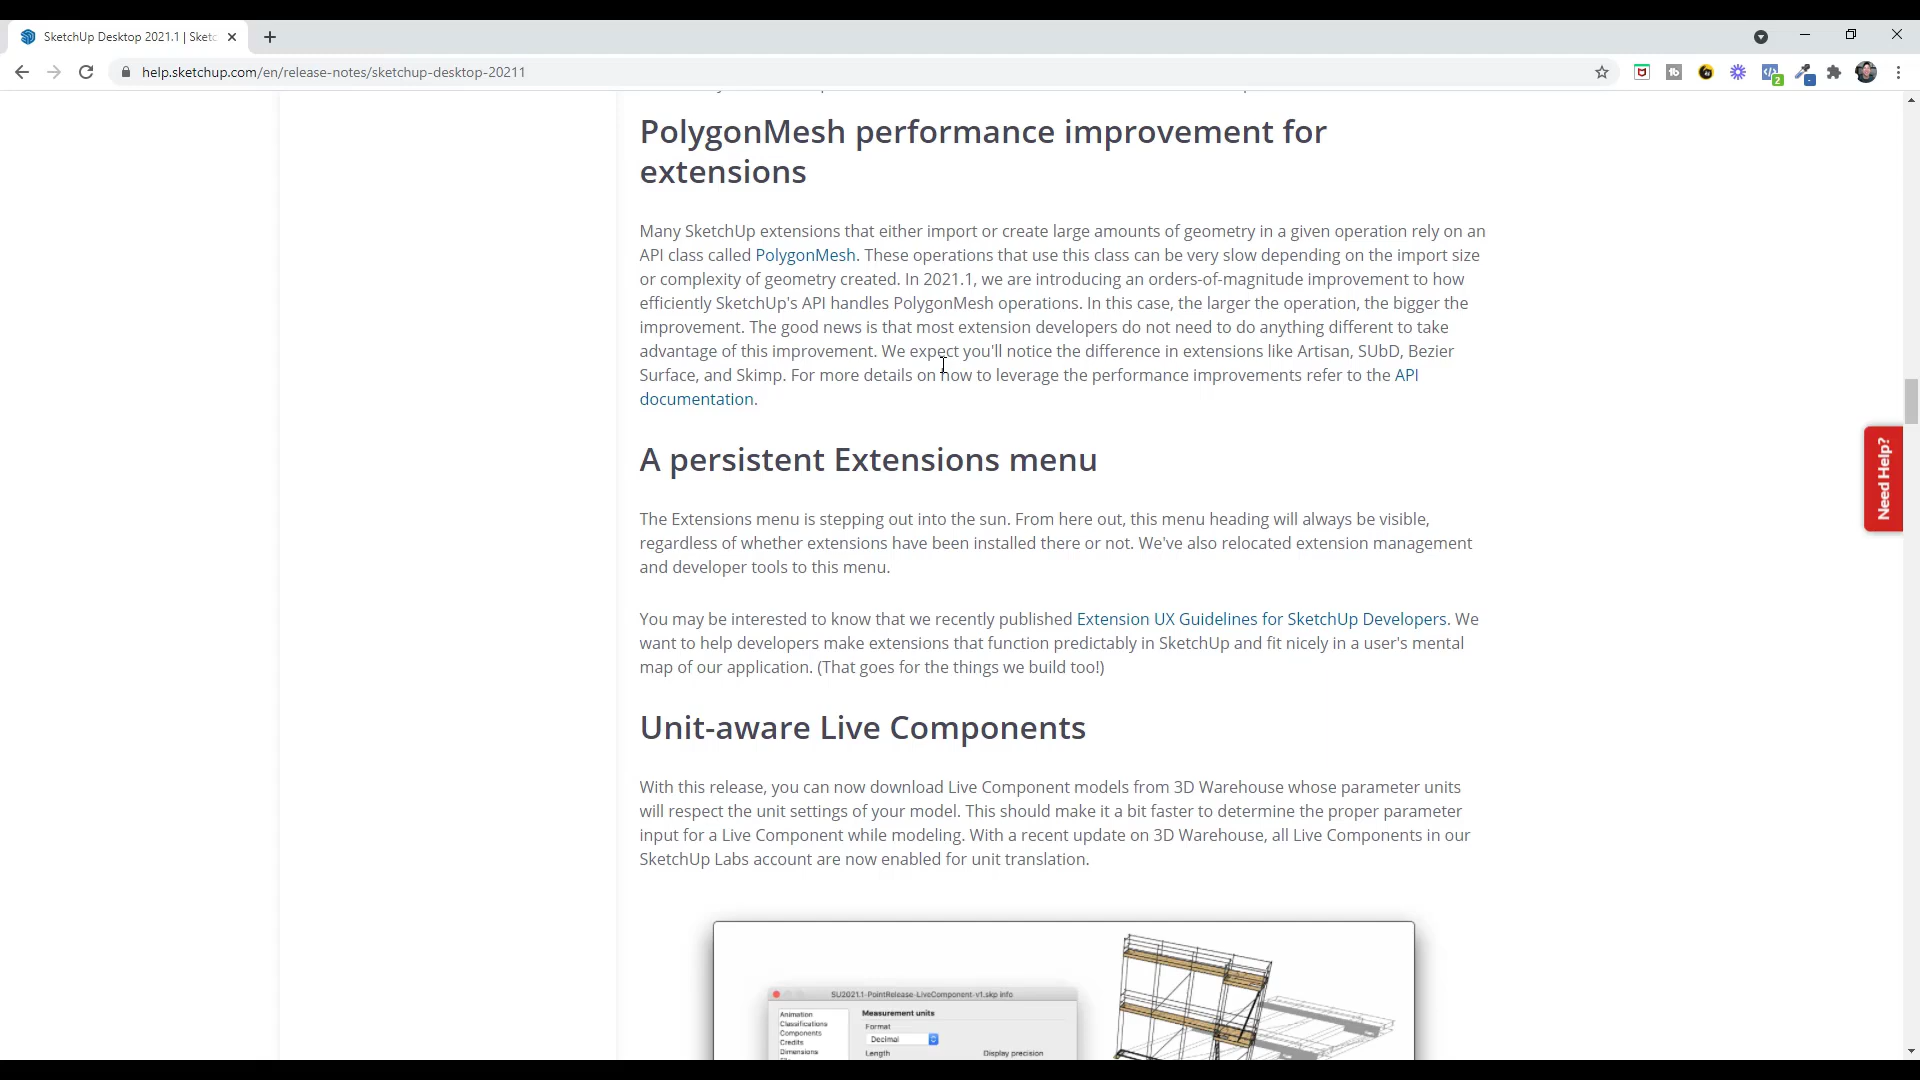 SketchUp Desktop 2021.1 | Sketc
help.sketchup.com/en/release-notes/sketchup-desktop-20211
2
PolygonMesh performance improvement for
extensions
Many SketchUp extensions that either import or create large amounts of geometry in a given operation rely on an
API class called PolygonMesh. These operations that use this class can be very slow depending on the import size
or complexity of geometry created. In 2021.1, we are introducing an orders-of-magnitude improvement to how
efficiently SketchUp's API handles PolygonMesh operations. In this case, the larger the operation, the bigger the
improvement. The good news is that most extension developers do not need to do anything different to take
advantage of this improvement. We expect you'll notice the difference in extensions like Artisan, SUbD, Bezier
Surface, and Skimp. For more details on how to leverage the performance improvements refer to the API
documentation.
Need Help?
A persistent Extensions menu
The Extensions menu is stepping out into the sun. From here out, this menu heading will always be visible,
regardless of whether extensions have been installed there or not. We've also relocated extension management
and developer tools to this menu.
You may be interested to know that we recently published Extension UX Guidelines for SketchUp Developers. We
want to help developers make extensions that function predictably in SketchUp and fit nicely in a user's mental
map of our application. (That goes for the things we build too!)
Unit-aware Live Components
With this release, you can now download Live Component models from 3D Warehouse whose parameter units
will respect the unit settings of your model. This should make it a bit faster to determine the proper parameter
input for a Live Component while modeling. With a recent update on 3D Warehouse, all Live Components in our
SketchUp Labs account are now enabled for unit translation.
SU2021.1-PointRelease-LiveComponent-v1.skp info
Animation
Classifications
Components
Credits
Dimensions
Measurement units
Format
Decimal
Length
Display precision